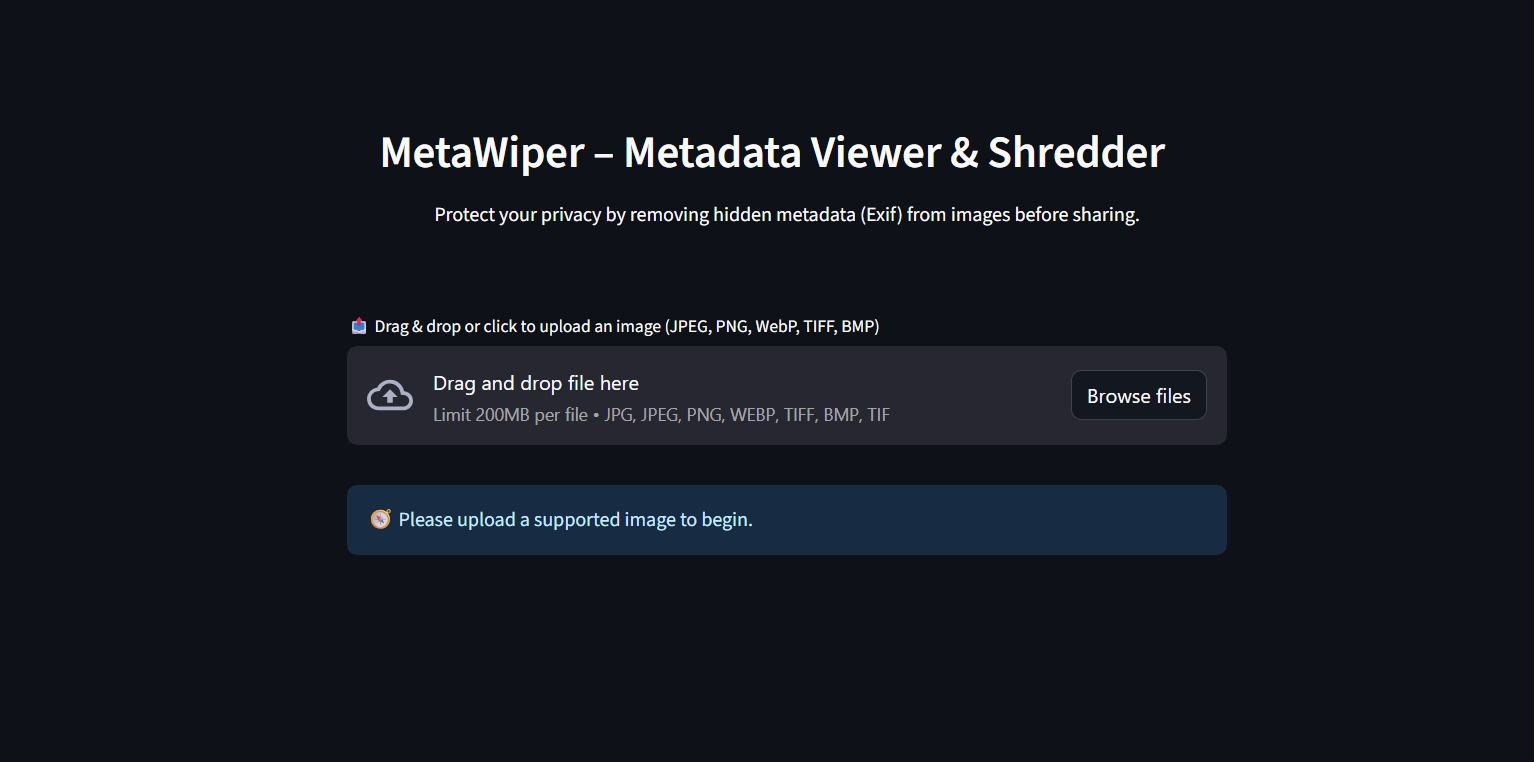 MetaWiper – Metadata Viewer & Shredder
Protect your privacy by removing hidden metadata (Exif) from images before sharing.
📤 Drag & drop or click to upload an image (JPEG, PNG, WebP, TIFF, BMP)
Drag and drop file here
Limit 200MB per file • JPG, JPEG, PNG, WEBP, TIFF, BMP, TIF
Browse files
🧭 Please upload a supported image to begin.